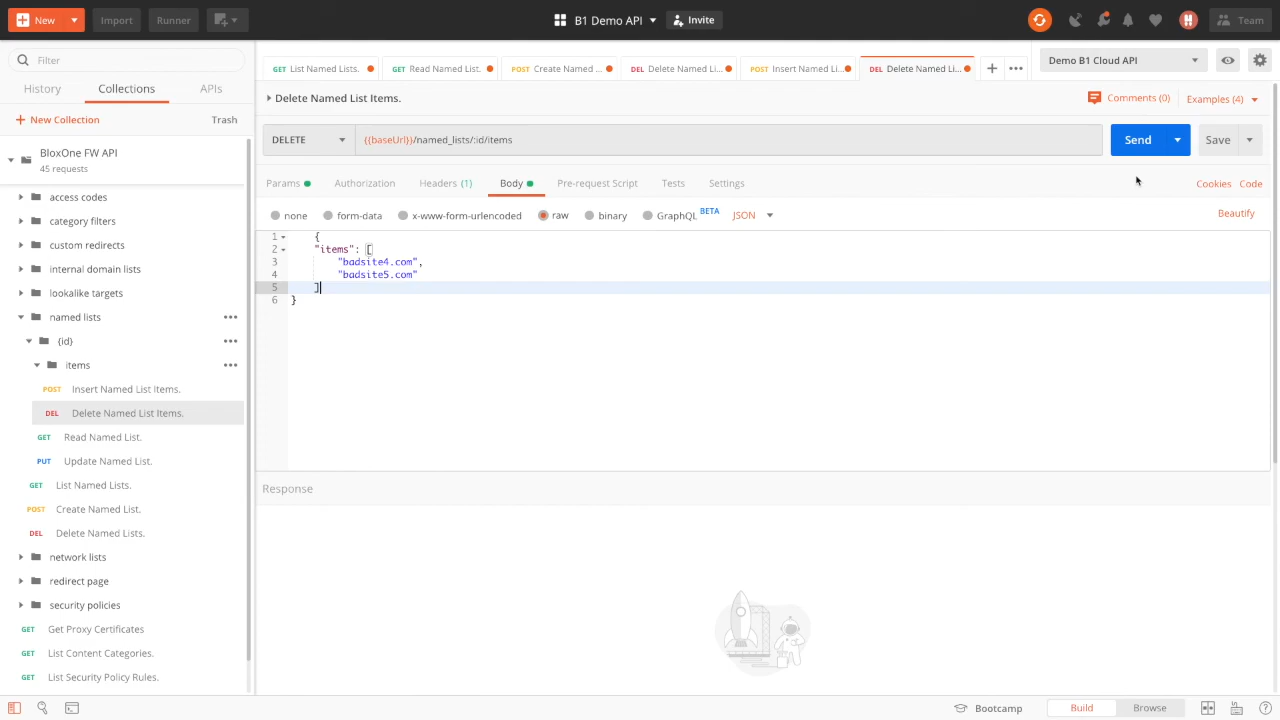 New
Import
Runner
B1 Demo API
Invite
Team
Filter
History
Collections
APIs
New Collection
Trash
BloxOne FW API
45 requests
access codes
category filters
custom redirects
internal domain lists
lookalike targets
named lists
{id}
items
POST Insert Named List Items.
DEL Delete Named List Items.
GET Read Named List.
PUT Update Named List.
GET List Named Lists.
POST Create Named List.
DEL Delete Named Lists.
network lists
redirect page
security policies
GET Get Proxy Certificates
GET List Content Categories.
GET List Security Policy Rules.
GET List Named Lists.
GET Read Named List.
POST Create Named ...
DEL Delete Named Li...
POST Insert Named Li...
DEL Delete Named Li...
Demo B1 Cloud API
Delete Named List Items.
Comments (0)
Examples (4)
DELETE
{{baseUrl}}/named_lists/:id/items
Send
Save
Params
Authorization
Headers (1)
Body
Pre-request Script
Tests
Settings
Cookies
Code
none
form-data
x-www-form-urlencoded
raw
binary
GraphQL BETA
JSON
Beautify
1 {
2 "items": [
3 "badsite4.com",
4 "badsite5.com"
5 ]
6 }
Response
Bootcamp
Build
Browse